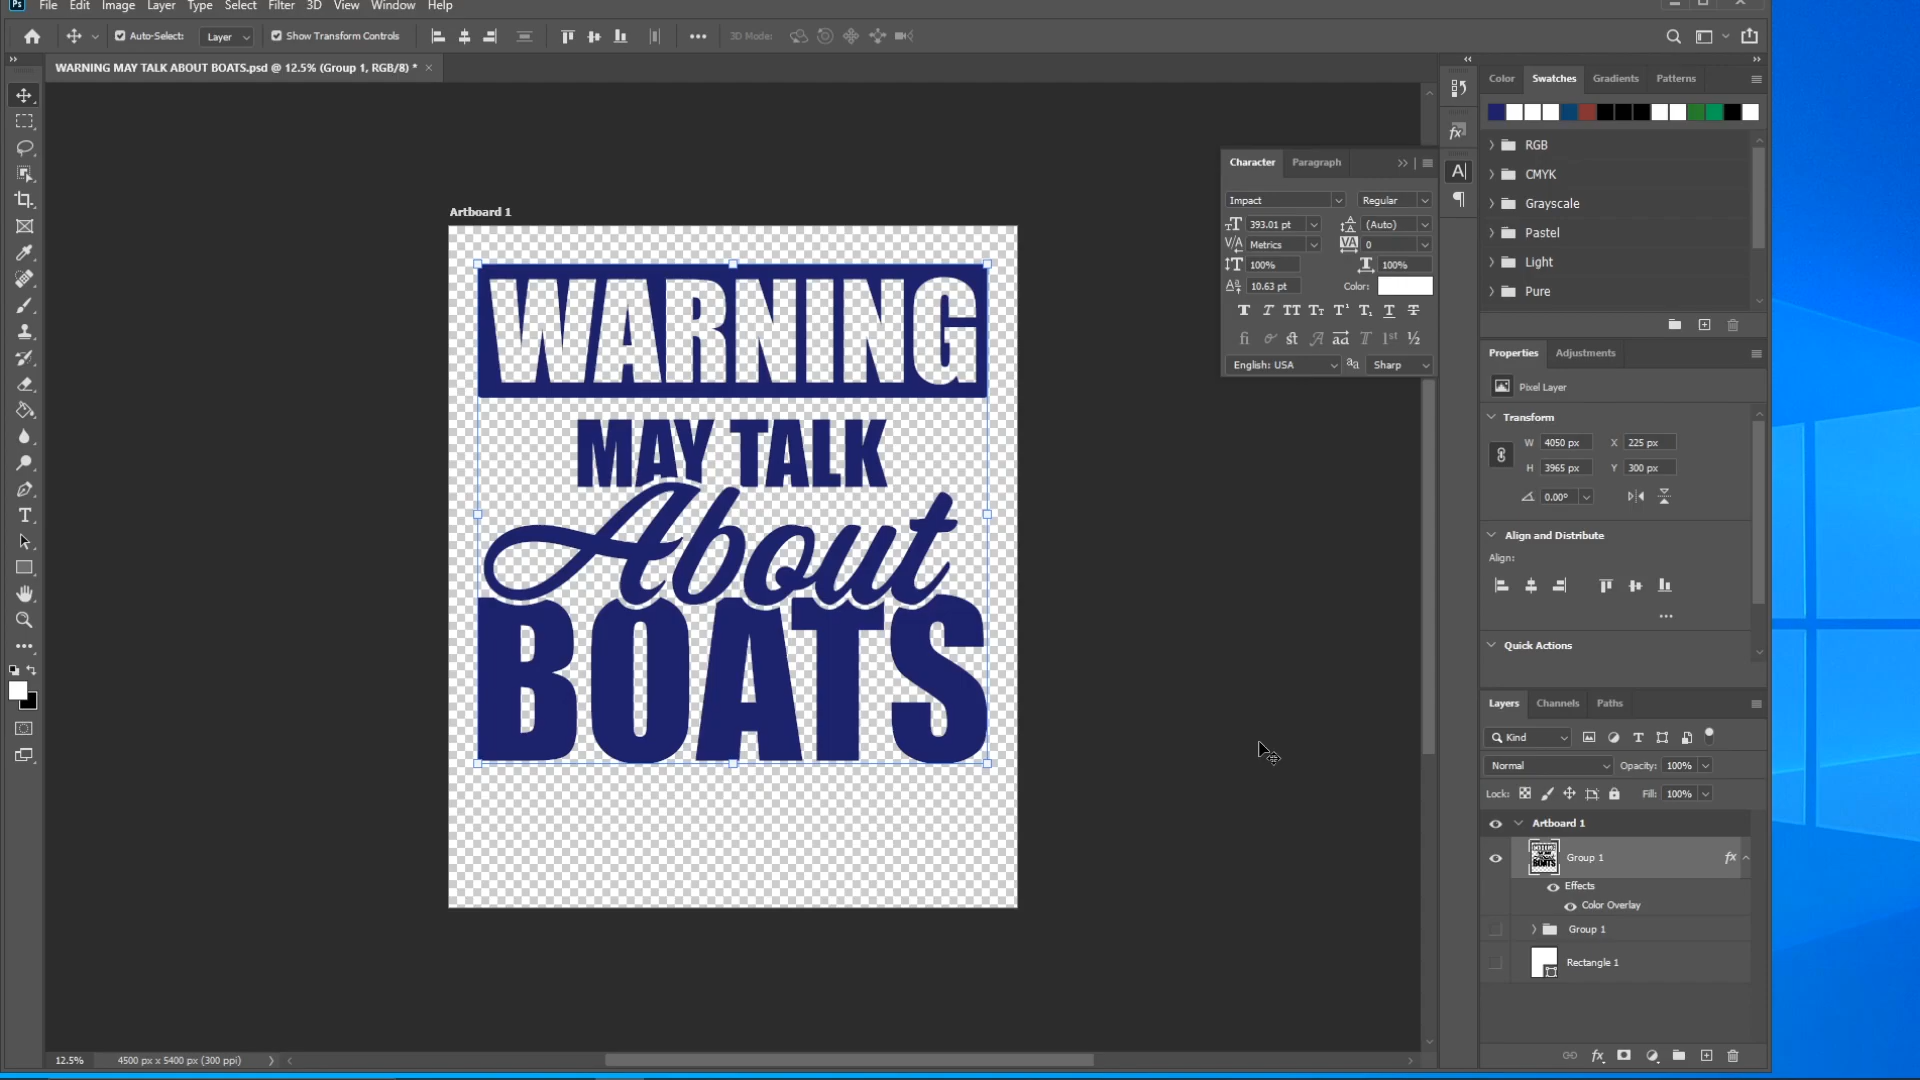 Ps File Edit Image Layer Type Select Filter 3D View Window Help
Auto-Select: Layer Show Transform Controls ••• 3D Mode:
WARNING MAY TALK ABOUT BOATS.psd @ 12.5% (Group 1, RGB/8) * ×
Artboard 1
WARNING
MAY TALK
About
BOATS
12.5% 4500 px x 5400 px (300 ppi)
Character Paragraph
Impact Regular
393.01 pt (Auto)
Metrics 0
100% 100%
10.63 pt Color:
English: USA aa Sharp
Color Swatches Gradients Patterns
RGB
CMYK
Grayscale
Pastel
Light
Pure
Properties Adjustments
Pixel Layer
Transform
W 4050 px X 225 px
H 3965 px Y 300 px
0.00°
Align and Distribute
Align:
Quick Actions
Layers Channels Paths
Kind
Normal Opacity: 100%
Lock: Fill: 100%
Artboard 1
Group 1 fx
Effects
Color Overlay
Group 1
Rectangle 1
fx